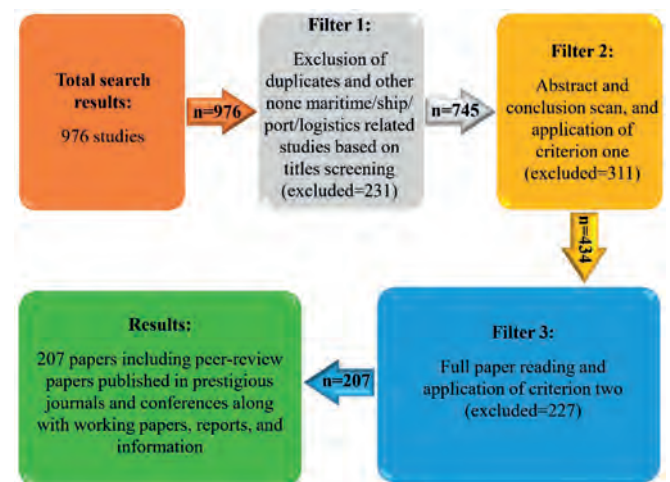 Total search
results:
976 studies
n=976
Filter 1:
Exclusion of
duplicates and other
none maritime/ship/
port/logistics related
studies based on
titles screening
(excluded=231)
n=745
Filter 2:
Abstract and
conclusion scan, and
application of
criterion one
(excluded=311)
n=434
Filter 3:
Full paper reading and
application of criterion two
(excluded=227)
n=207
Results:
207 papers including peer-review
papers published in prestigious
journals and conferences along
with working papers, reports, and
information